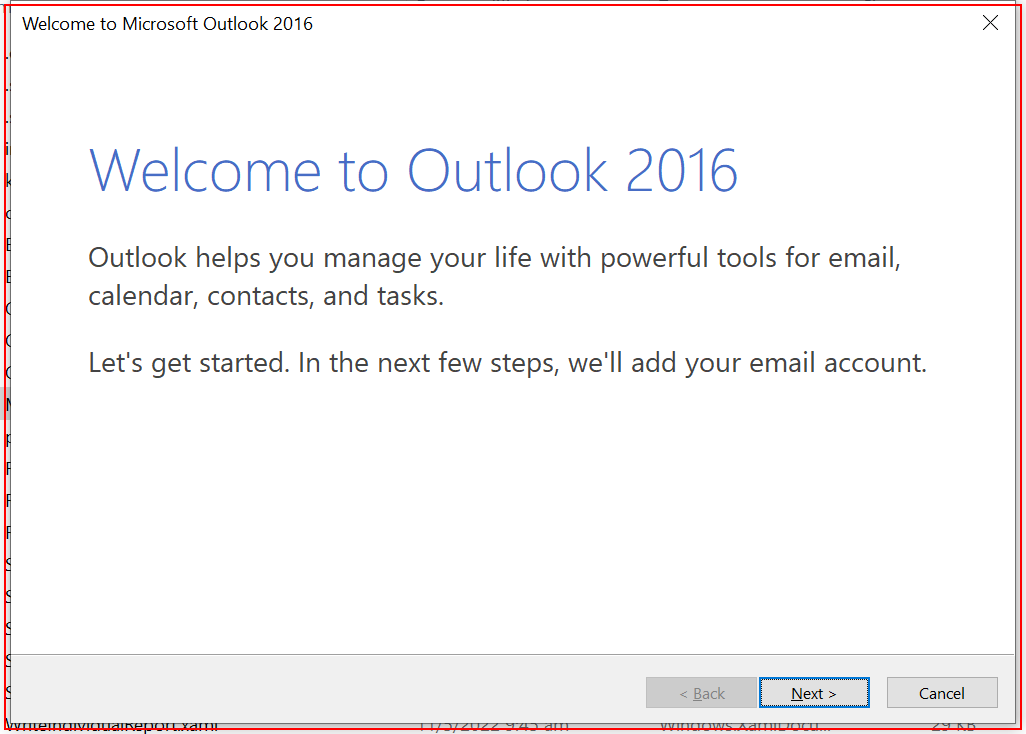 Welcome to Microsoft Outlook 2016
Welcome to Outlook 2016
Outlook helps you manage your life with powerful tools for email,
calendar, contacts, and tasks.
Let's get started. In the next few steps, we'll add your email account.
< Back Next > Cancel
WriteIndividualReport.xaml 11/5/2022 9:45 am Windows.XamlDocu... 29 KB